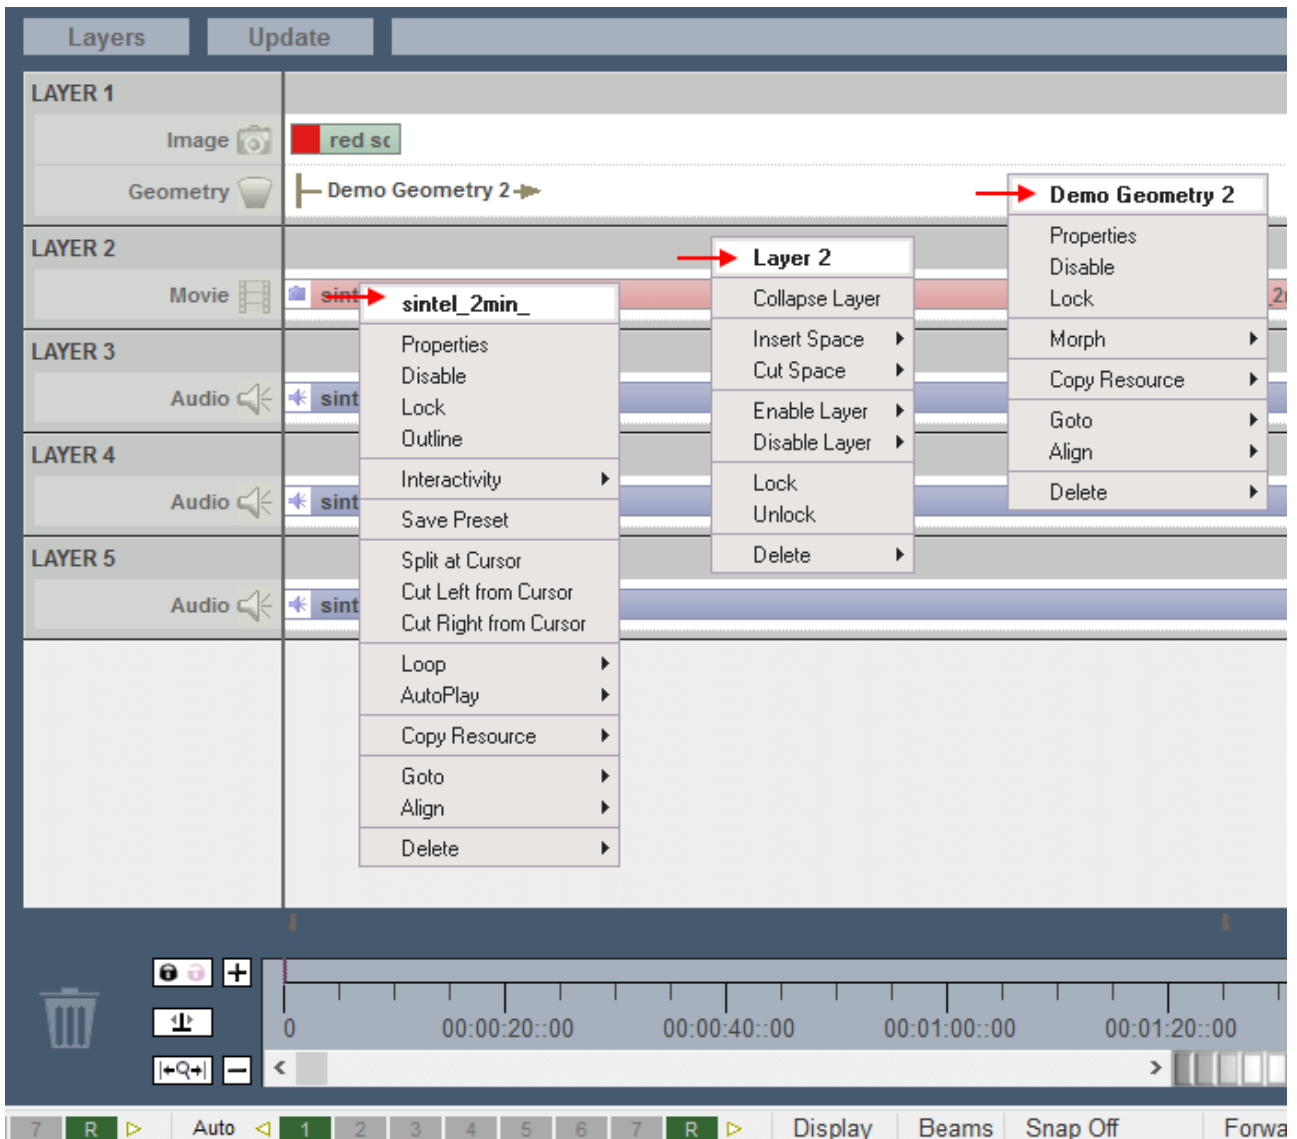 Layers Update
LAYER 1
Image
red sc
Geometry
Demo Geometry 2
LAYER 2
Movie
sint
LAYER 3
Audio
sint
LAYER 4
Audio
sint
LAYER 5
Audio
sint
sintel_2min_
Properties
Disable
Lock
Outline
Interactivity
Save Preset
Split at Cursor
Cut Left from Cursor
Cut Right from Cursor
Loop
AutoPlay
Copy Resource
Goto
Align
Delete
Layer 2
Collapse Layer
Insert Space
Cut Space
Enable Layer
Disable Layer
Lock
Unlock
Delete
Demo Geometry 2
Properties
Disable
Lock
Morph
Copy Resource
Goto
Align
Delete
0 00:00:20::00 00:00:40::00 00:01:00::00 00:01:20::00
7 R Auto 1 2 3 4 5 6 7 R Display Beams Snap Off Forwa